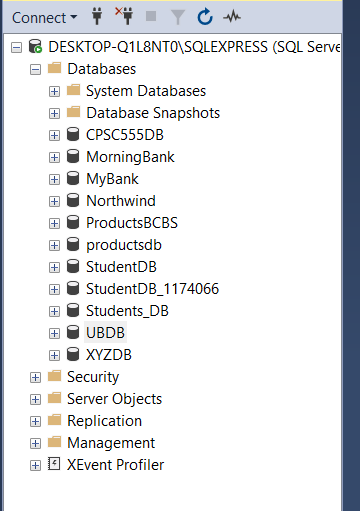 Connect
DESKTOP-Q1L8NT0\SQLEXPRESS (SQL Serve
Databases
System Databases
Database Snapshots
CPSC555DB
MorningBank
MyBank
Northwind
ProductsBCBS
productsdb
StudentDB
StudentDB_1174066
Students_DB
UBDB
XYZDB
Security
Server Objects
Replication
Management
XEvent Profiler